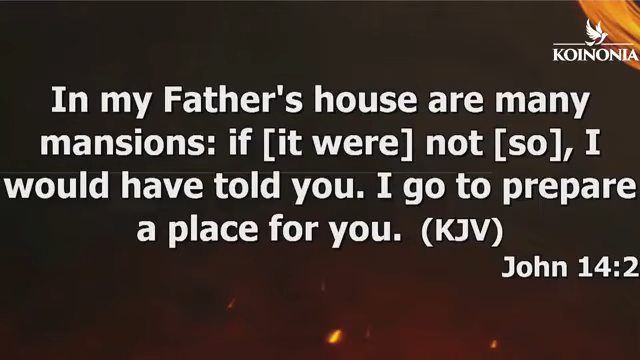 KOINONIA
In my Father's house are many
mansions: if [it were] not [so], I
would have told you. I go to prepare
a place for you. (KJV)
John 14:2